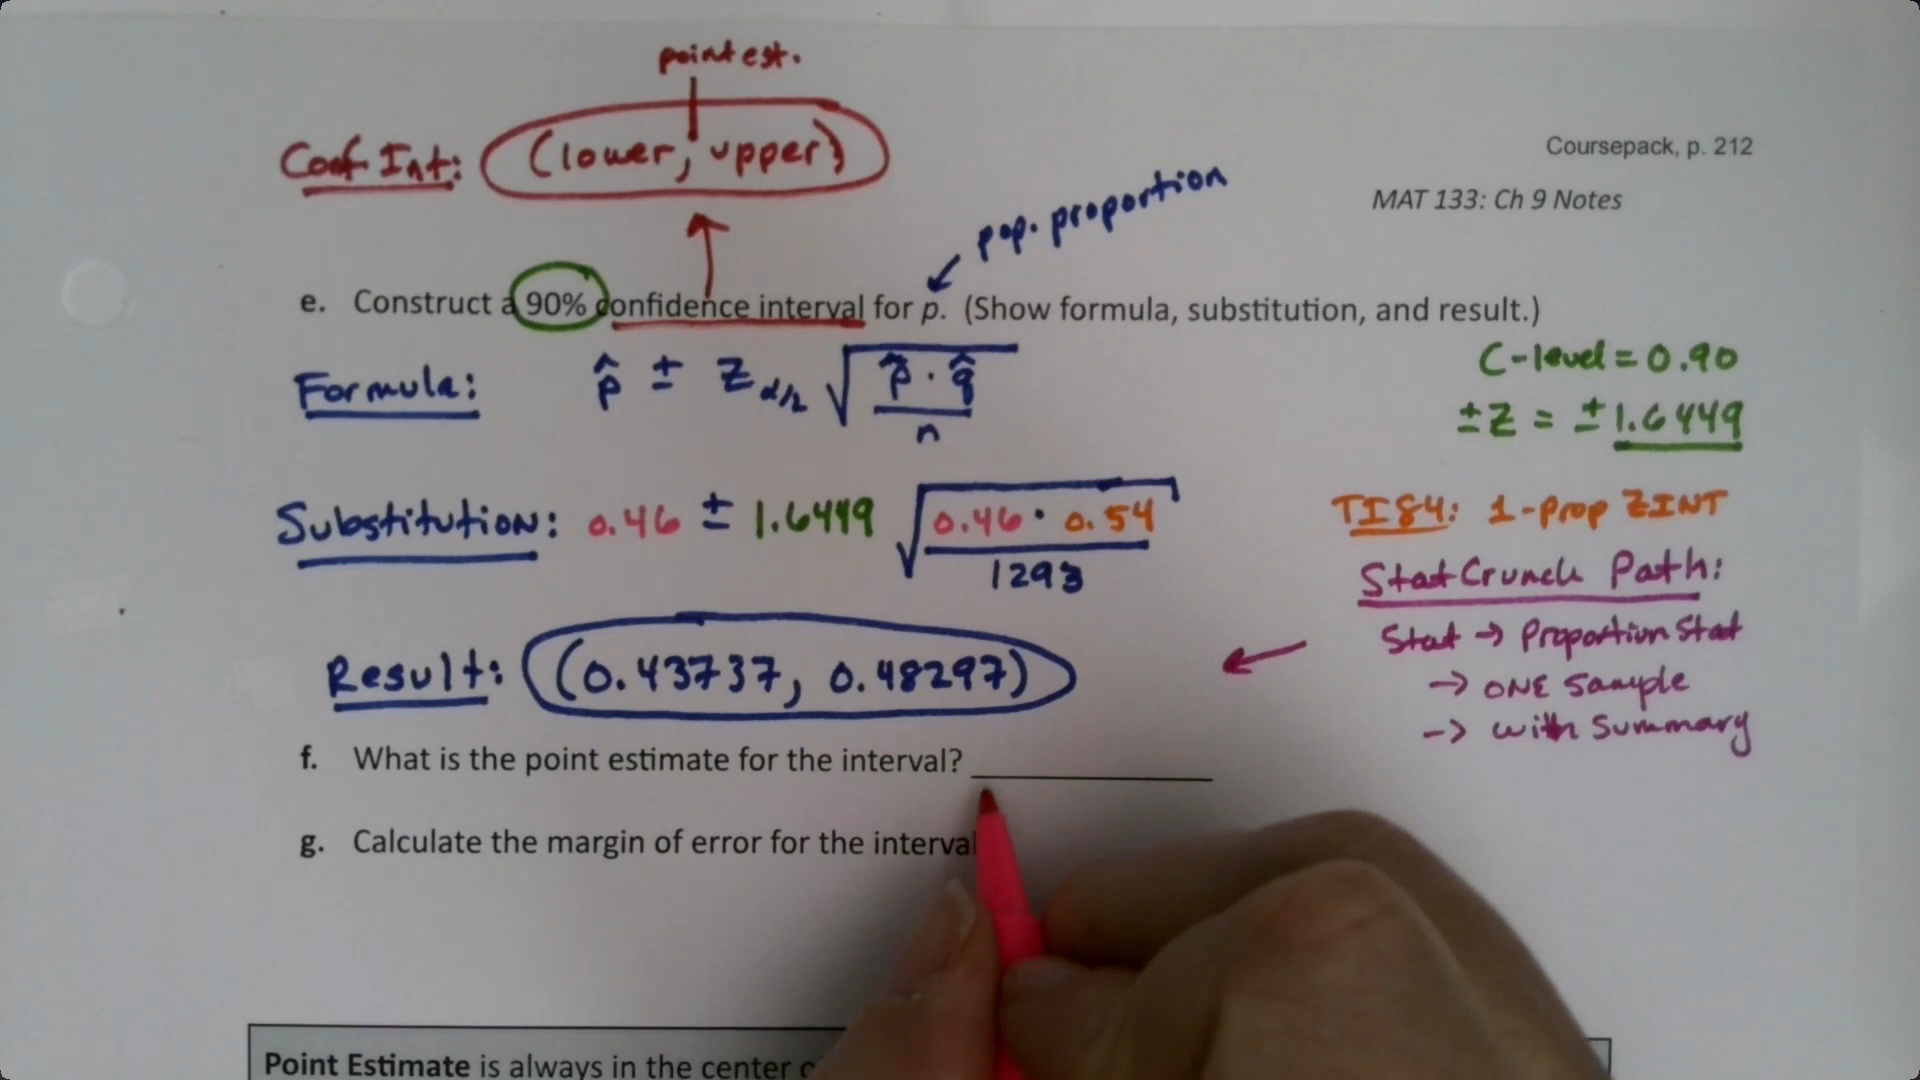 point est.
Conf Int: (lower, upper)
Coursepack, p. 212
MAT 133: Ch 9 Notes
pop. proportion
e. Construct a 90% confidence interval for p. (Show formula, substitution, and result.)
Formula: p̂ ± Z α/2 √(p̂ · q̂ / n)
C-level = 0.90
±Z = ±1.6449
Substitution: 0.46 ± 1.6449 √(0.46 · 0.54 / 1293)
TI84: 1-Prop ZINT
StatCrunch Path:
Stat → Proportion Stat
→ ONE Sample
→ with Summary
Result: (0.43737, 0.48297)
f. What is the point estimate for the interval? ____________
g. Calculate the margin of error for the interval
Point Estimate is always in the center